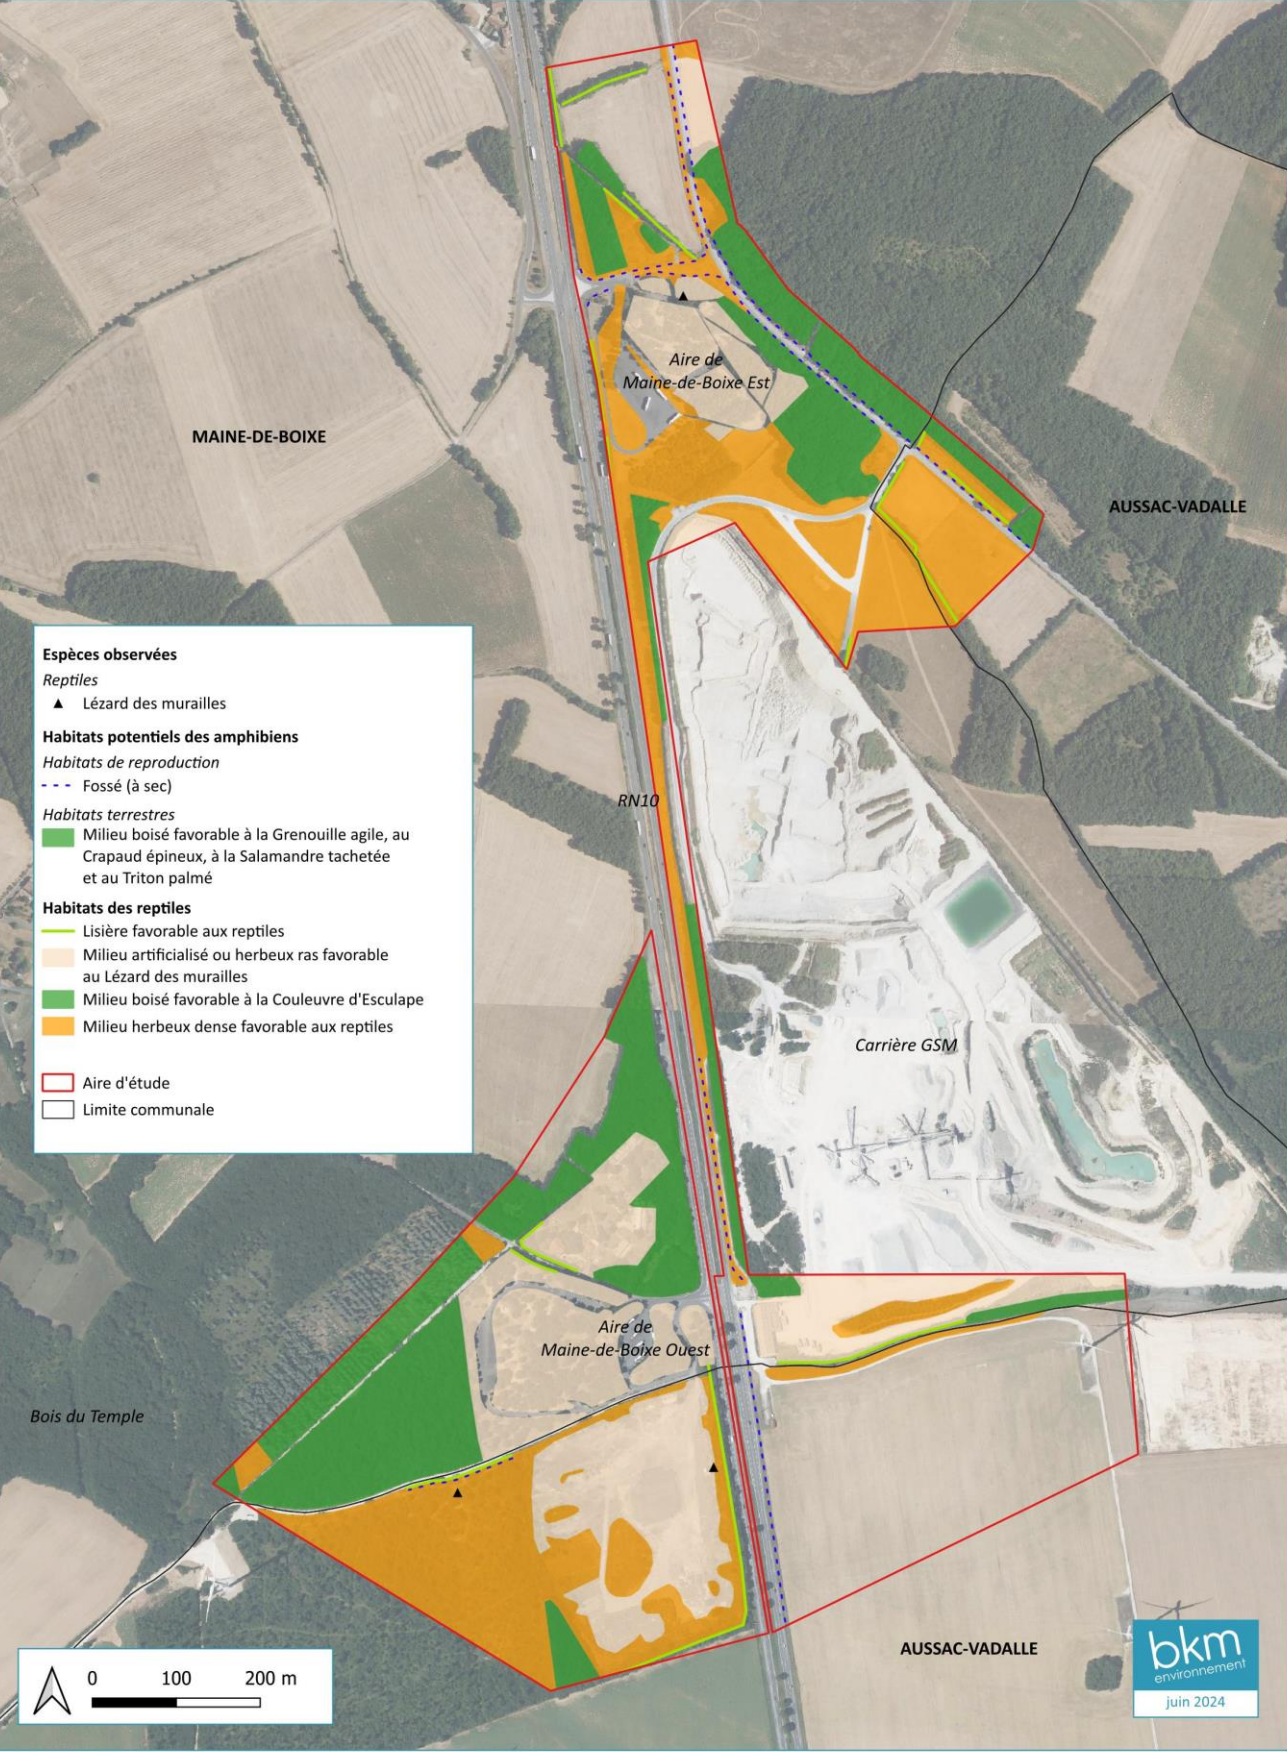 Aire de
Maine-de-Boixe Est
MAINE-DE-BOIXE
AUSSAC-VADALLE
Espèces observées
Reptiles
Lézard des murailles
Habitats potentiels des amphibiens
Habitats de reproduction
Fossé (à sec)
Habitats terrestres
Milieu boisé favorable à la Grenouille agile, au
Crapaud épineux, à la Salamandre tachetée
et au Triton palmé
Habitats des reptiles
Lisière favorable aux reptiles
Milieu artificialisé ou herbeux ras favorable
au Lézard des murailles
Milieu boisé favorable à la Couleuvre d'Esculape
Milieu herbeux dense favorable aux reptiles
Aire d'étude
Limite communale
RN10
Carrière GSM
Aire de
Maine-de-Boixe Ouest
Bois du Temple
AUSSAC-VADALLE
0 100 200 m
bkm
environnement
juin 2024